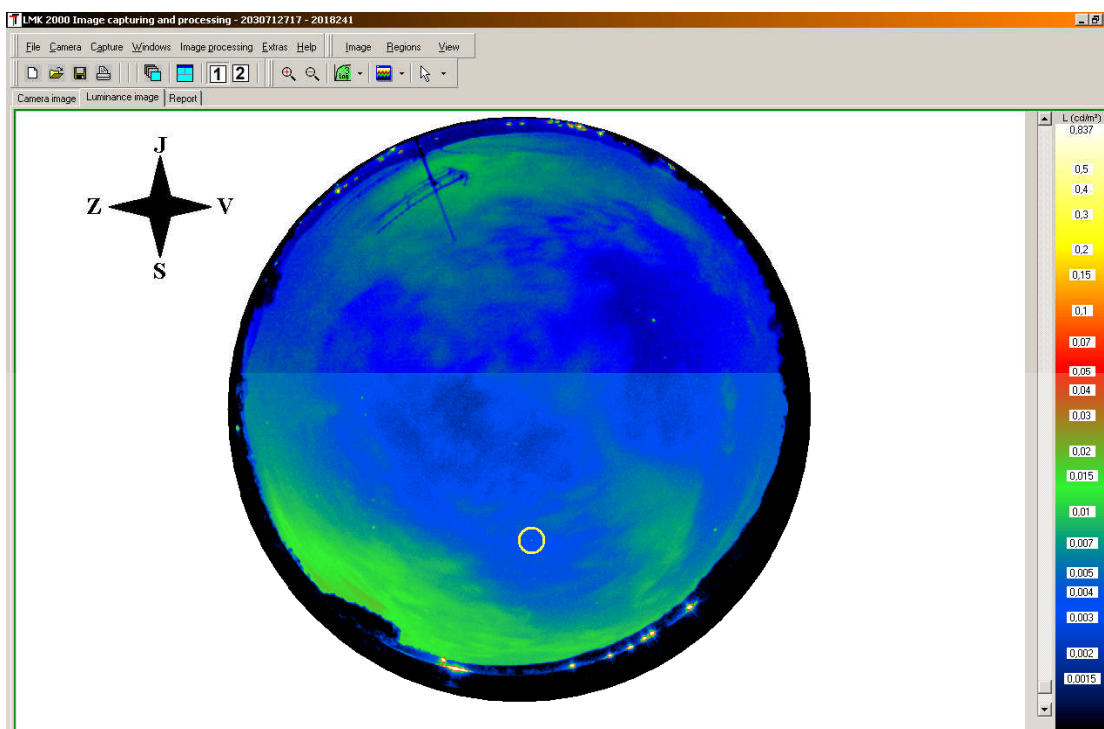 LMK 2000 Image capturing and processing - 2030712717 - 2018241
File Camera Capture Windows Image processing Extras Help Image Regions View
1 2 log
Camera image Luminance image Report
L (cd/m²)
0,837
0,5
0,4
0,3
0,2
0,15
0,1
0,07
0,05
0,04
0,03
0,02
0,015
0,01
0,007
0,005
0,004
0,003
0,002
0,0015
J
Z V
S